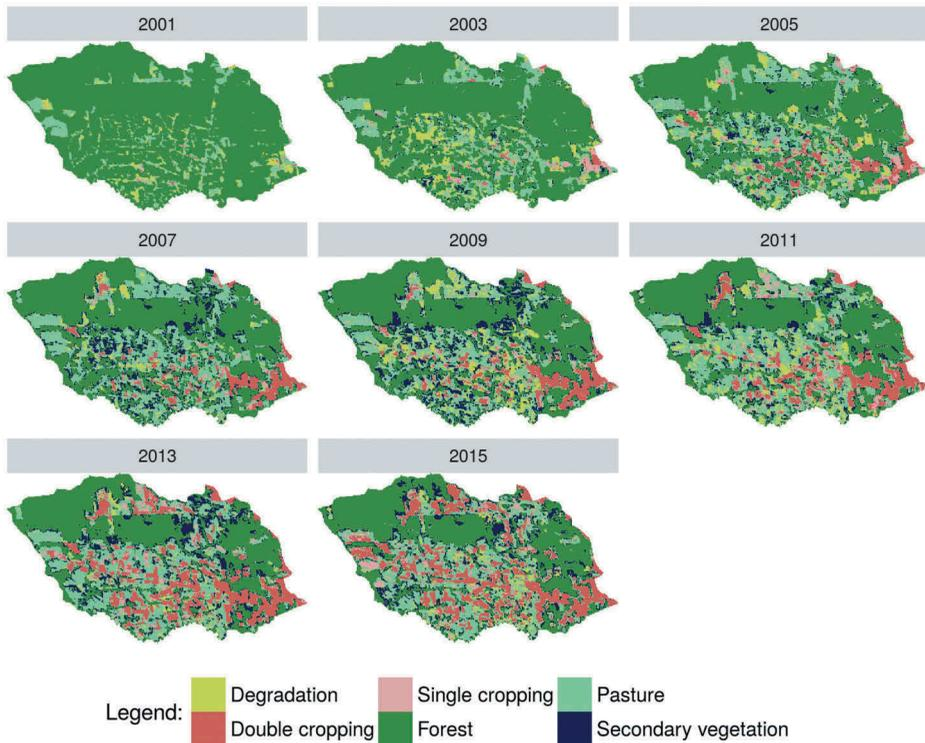 2001
2003
2005
2007
2009
2011
2013
2015
Legend:
Degradation
Single cropping
Pasture
Double cropping
Forest
Secondary vegetation